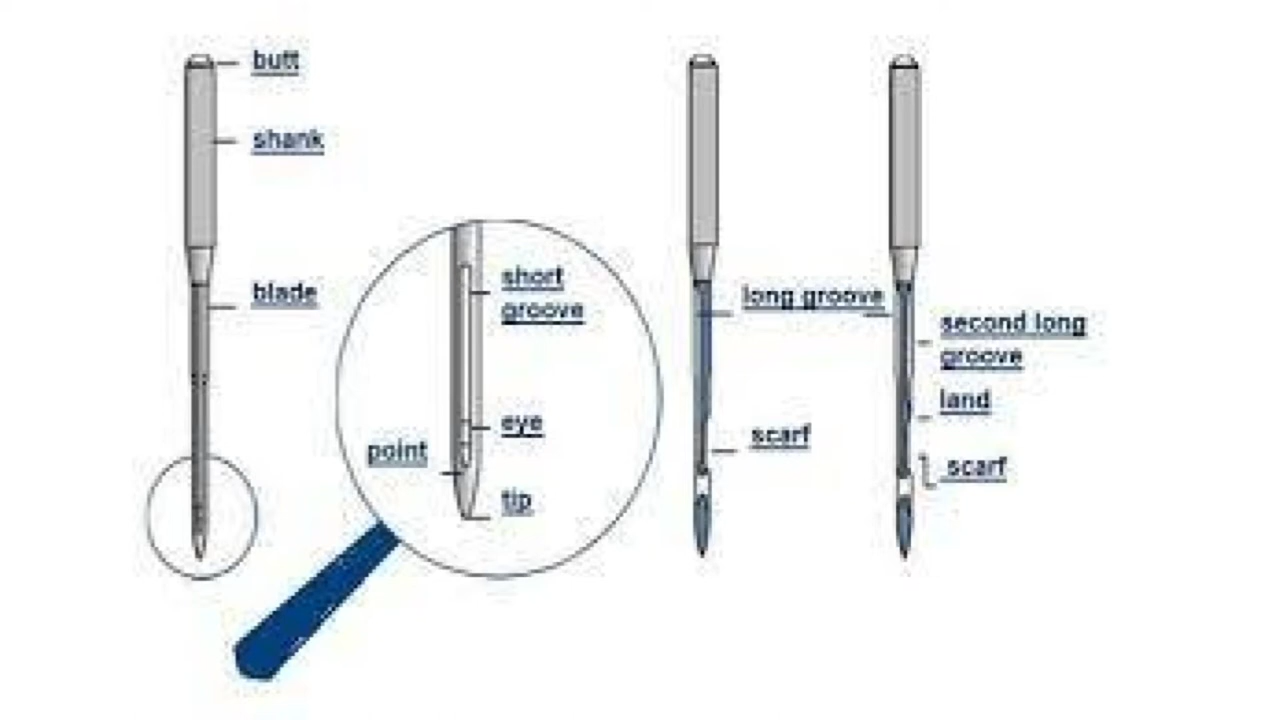 butt
shank
blade
short
groove
eye
point
tip
long groove
scarf
second long
groove
land
scarf